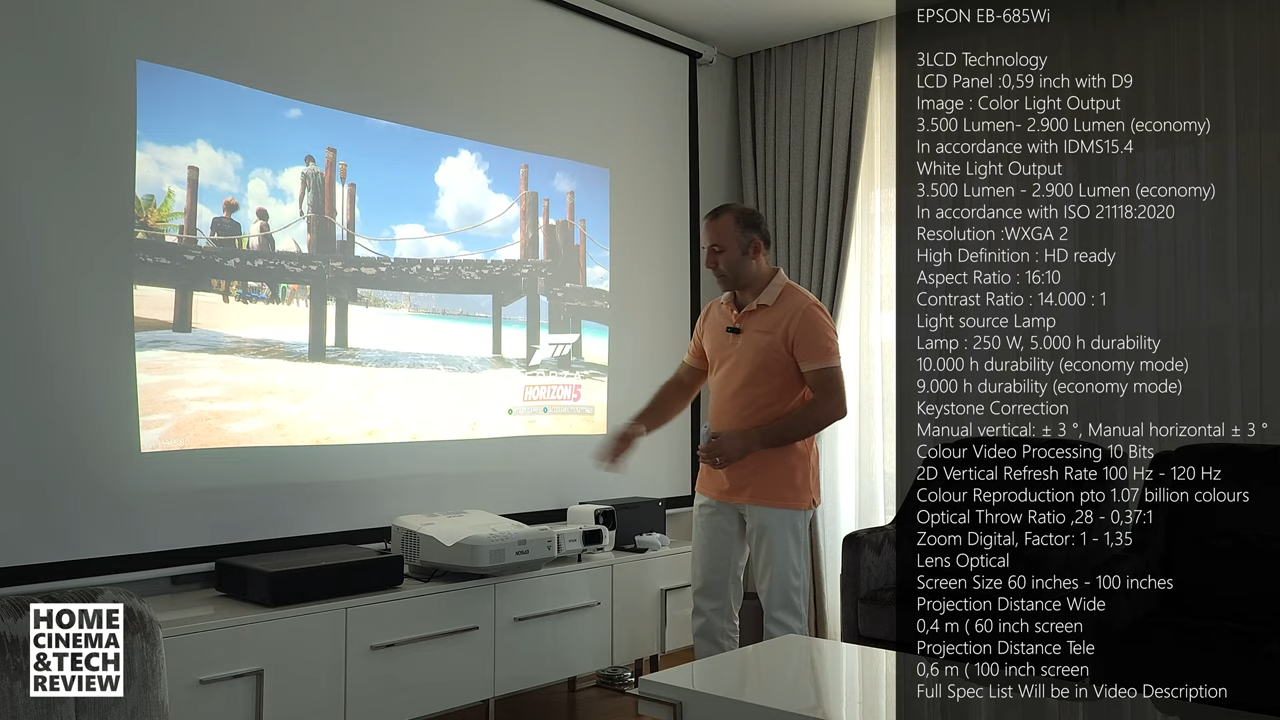 EPSON EB-685Wi
3LCD Technology
LCD Panel :0,59 inch with D9
Image : Color Light Output
3.500 Lumen- 2.900 Lumen (economy)
In accordance with IDMS15.4
White Light Output
3.500 Lumen - 2.900 Lumen (economy)
In accordance with ISO 21118:2020
Resolution :WXGA 2
High Definition : HD ready
Aspect Ratio : 16:10
Contrast Ratio : 14.000 : 1
Light source Lamp
Lamp : 250 W, 5.000 h durability
10.000 h durability (economy mode)
9.000 h durability (economy mode)
Keystone Correction
Manual vertical: ± 3 °, Manual horizontal ± 3 °
Colour Video Processing 10 Bits
2D Vertical Refresh Rate 100 Hz - 120 Hz
Colour Reproduction pto 1.07 billion colours
Optical Throw Ratio ,28 - 0,37:1
Zoom Digital, Factor: 1 - 1,35
Lens Optical
Screen Size 60 inches - 100 inches
Projection Distance Wide
0,4 m ( 60 inch screen
Projection Distance Tele
0,6 m ( 100 inch screen
Full Spec List Will be in Video Description
FORZA
HORIZON 5
EPSON
HOME
CINEMA
&TECH
REVIEW